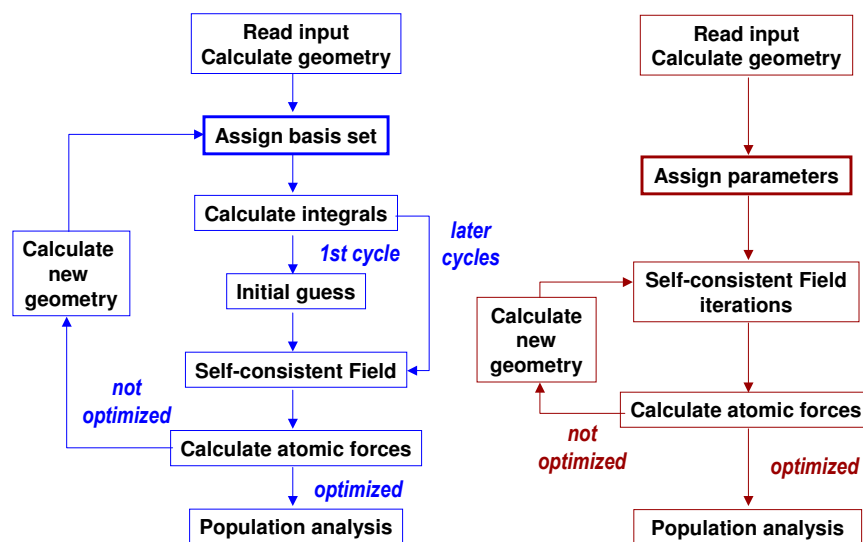 Read input
Calculate geometry
Assign basis set
Calculate integrals
1st cycle
later
cycles
Calculate
new
geometry
Initial guess
Self-consistent Field
not
optimized
Calculate atomic forces
optimized
Population analysis
Read input
Calculate geometry
Assign parameters
Self-consistent Field
iterations
Calculate
new
geometry
Calculate atomic forces
not
optimized
optimized
Population analysis